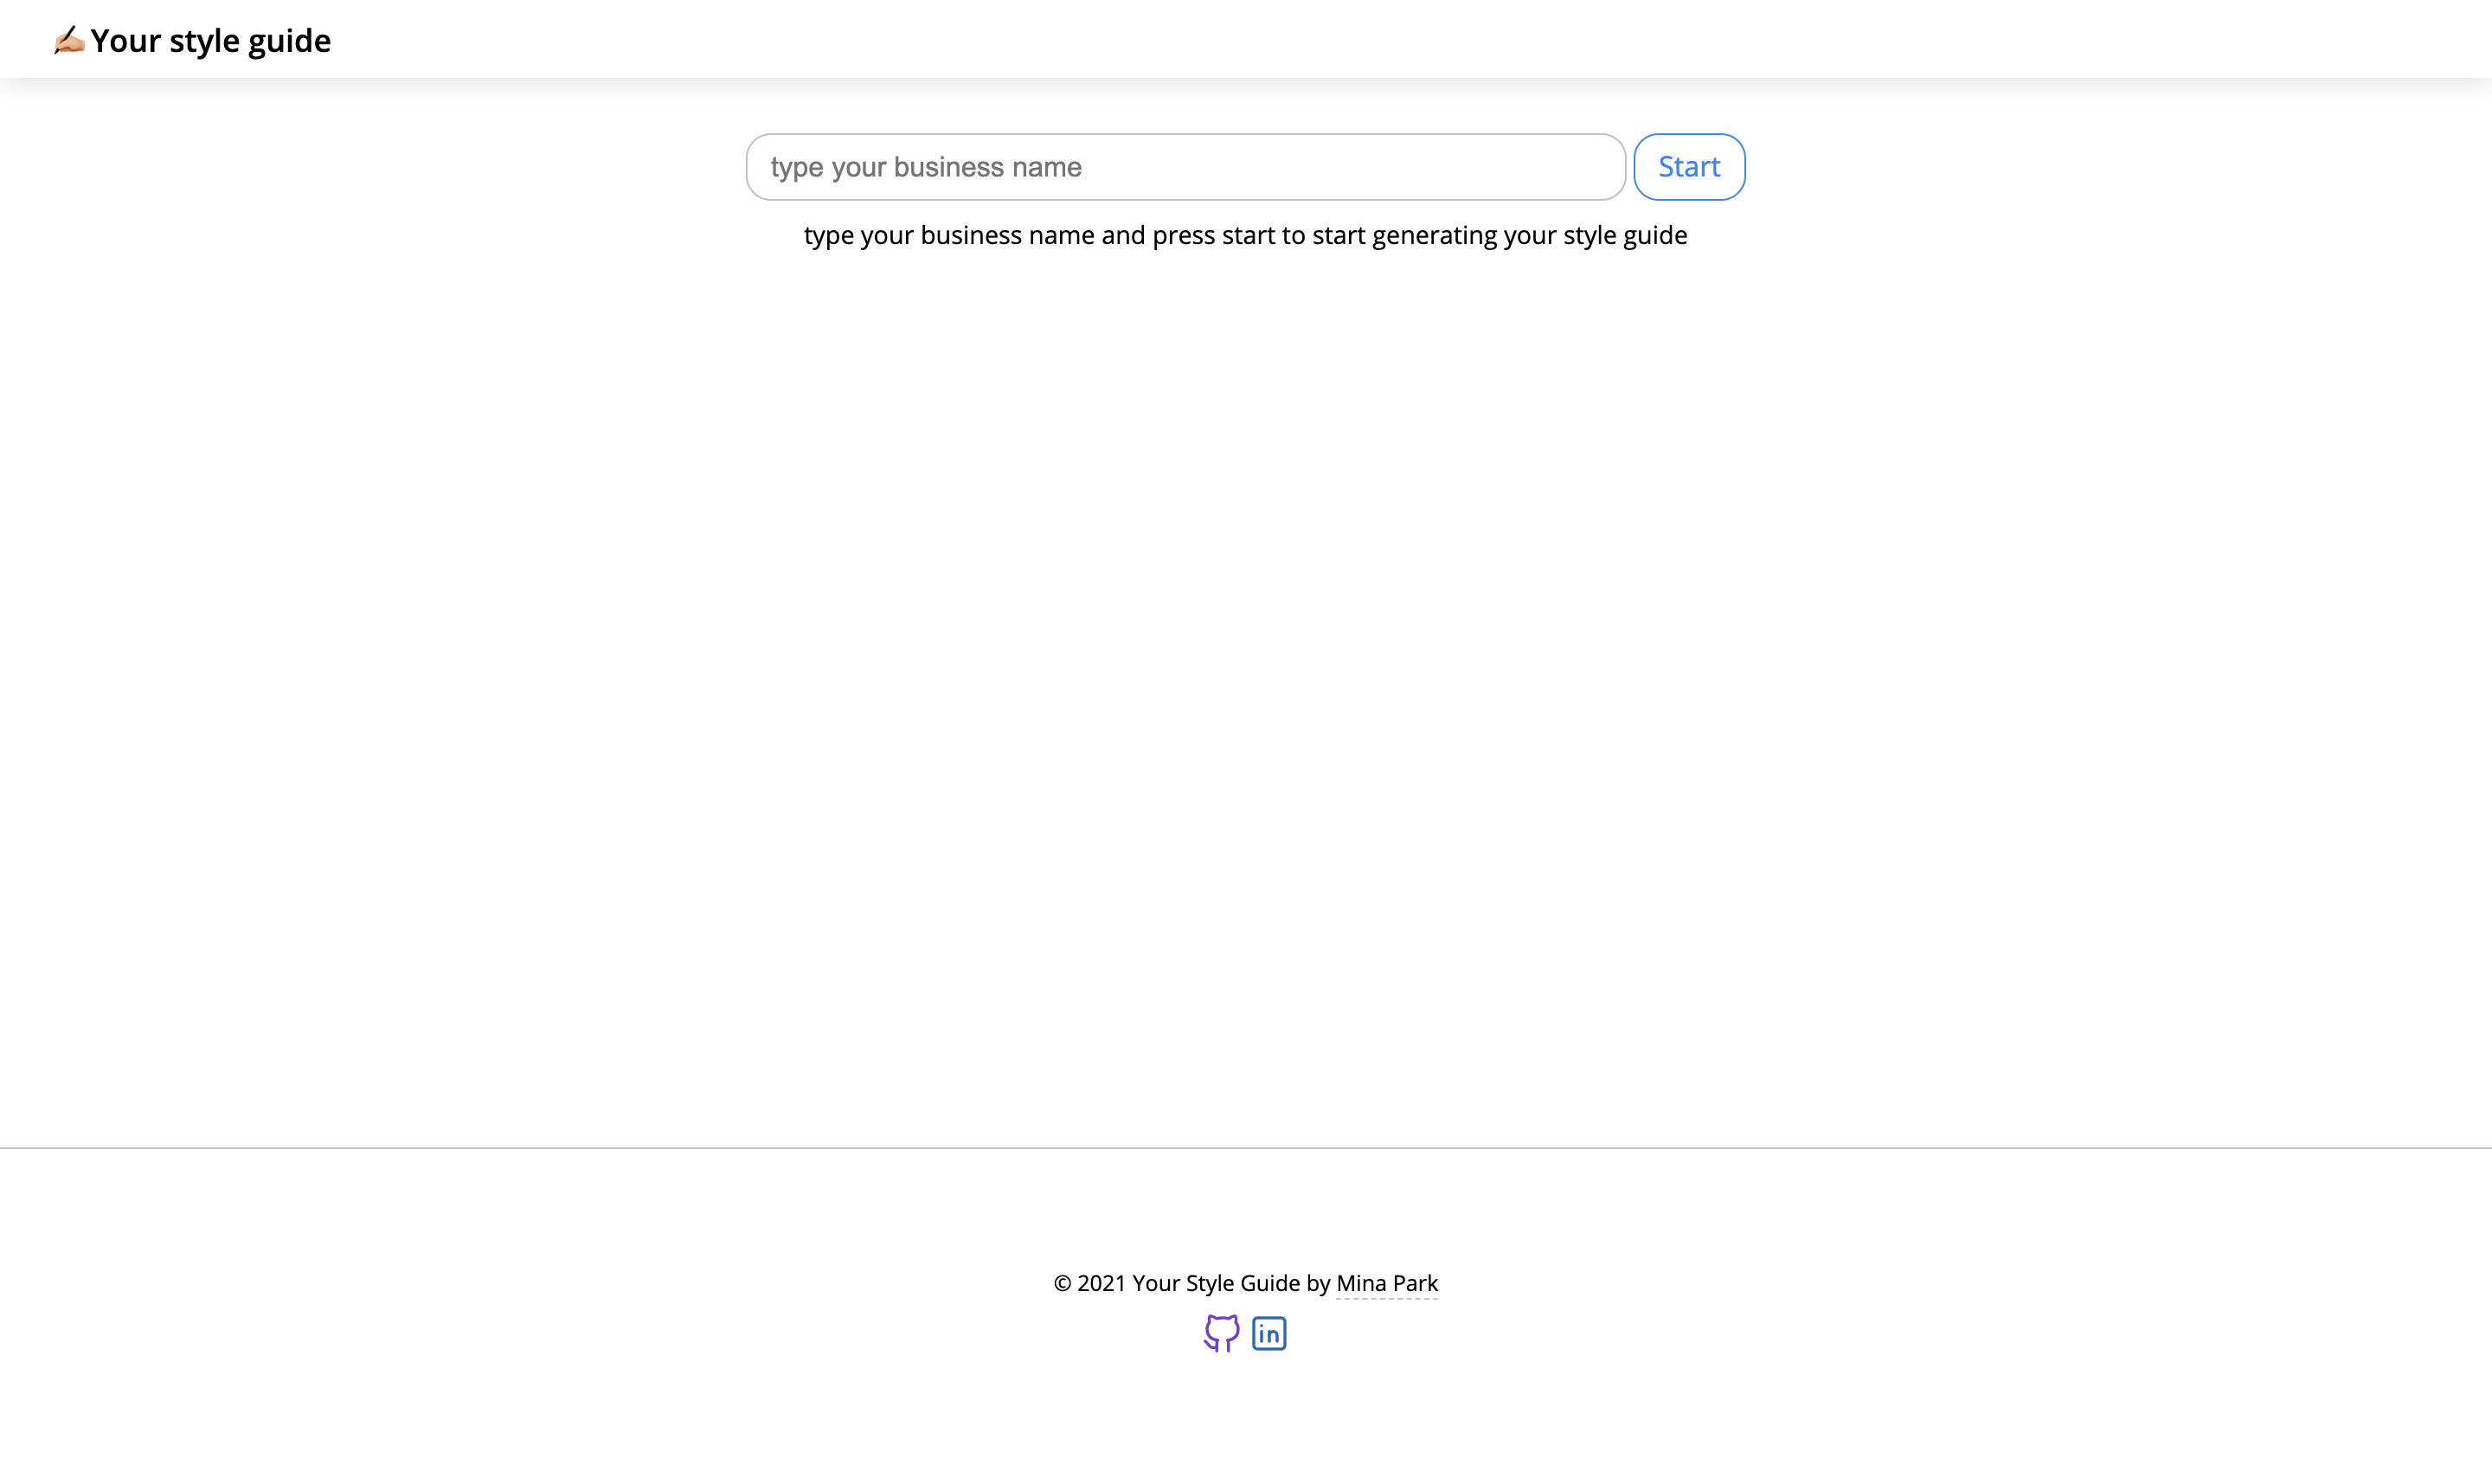 ✍🏼 Your style guide
type your business name
Start
type your business name and press start to start generating your style guide
© 2021 Your Style Guide by Mina Park
in